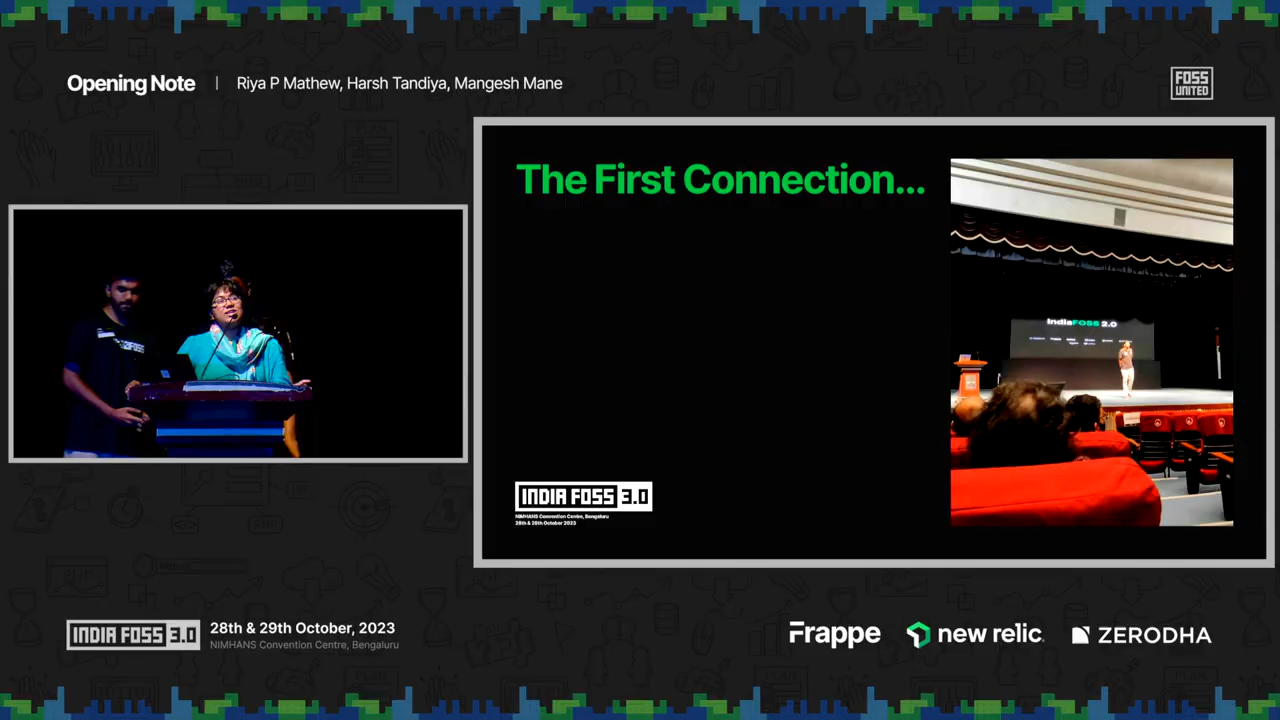 Opening Note | Riya P Mathew, Harsh Tandiya, Mangesh Mane
FOSS
UNITED
The First Connection...
IndiaFOSS 2.0
INDIA FOSS 3.0
NIMHANS Convention Centre, Bengaluru
28th & 29th October 2023
INDIA FOSS 3.0
28th & 29th October, 2023
NIMHANS Convention Centre, Bengaluru
Frappe
new relic
ZERODHA